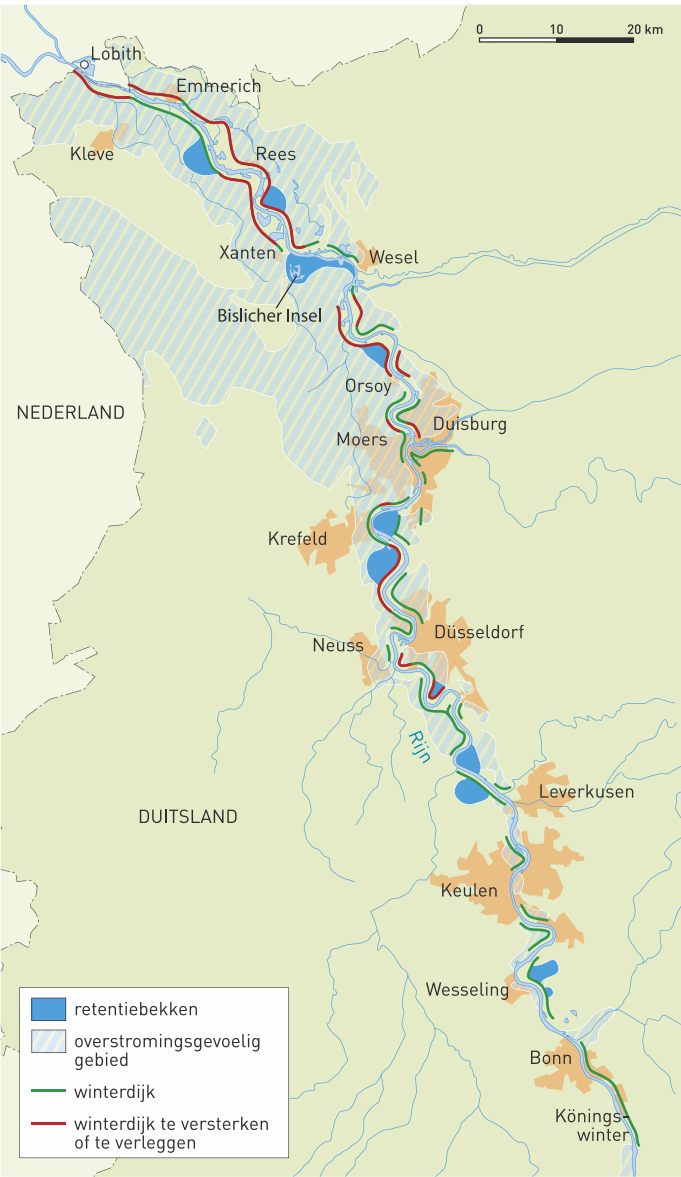 0 10 20 km
Lobith
Emmerich
Kleve
Rees
Xanten
Wesel
Bislicher Insel
Orsoy
NEDERLAND
Duisburg
Moers
Krefeld
Düsseldorf
Neuss
Rijn
Leverkusen
DUITSLAND
Keulen
Wesseling
Bonn
Königs-
winter
retentiebekken
overstromingsgevoelig
gebied
winterdijk
winterdijk te versterken
of te verleggen